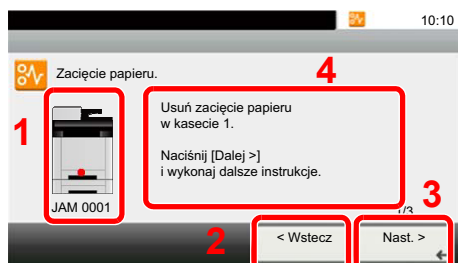 10:10
Zacięcie papieru.
4
1
Usuń zacięcie papieru
w kasecie 1.
Naciśnij [Dalej >]
i wykonaj dalsze instrukcje.
JAM 0001
3
1/3
2
< Wstecz
Nast. >